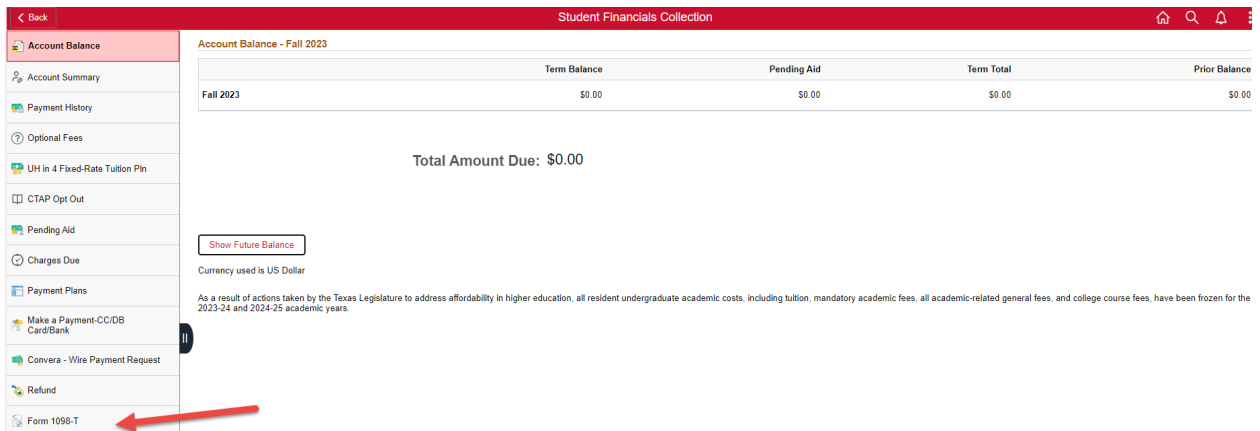 Back
Student Financials Collection
Account Balance
Account Summary
Payment History
Optional Fees
UH in 4 Fixed-Rate Tuition Pln
CTAP Opt Out
Pending Aid
Charges Due
Payment Plans
Make a Payment-CC/DB
Card/Bank
Convera - Wire Payment Request
Refund
Form 1098-T
Account Balance - Fall 2023
Term Balance Pending Aid Term Total Prior Balance
Fall 2023 $0.00 $0.00 $0.00 $0.00
Total Amount Due: $0.00
Show Future Balance
Currency used is US Dollar
As a result of actions taken by the Texas Legislature to address affordability in higher education, all resident undergraduate academic costs, including tuition, mandatory academic fees, all academic-related general fees, and college course fees, have been frozen for the
2023-24 and 2024-25 academic years.